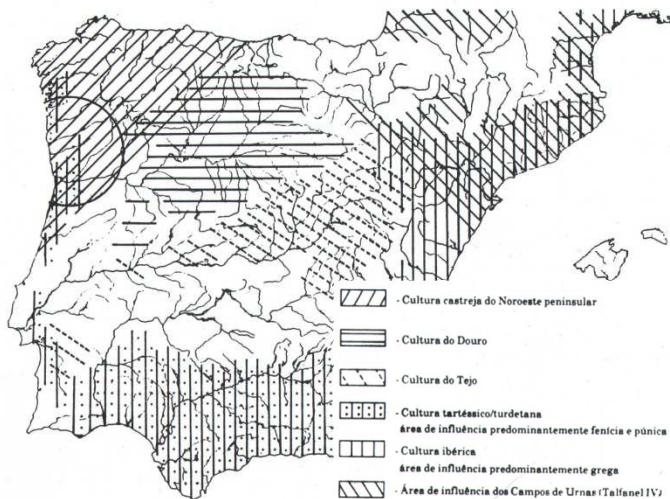 - Cultura castreja do Noroeste peninsular
- Cultura do Douro
- Cultura do Tejo
- Cultura tartéssico/turdetana
área de influência predominantemente fenícia e púnica
- Cultura ibérica
área de influência predominantemente grega
- Área de influência dos Campos de Urnas (Talfanel IV)